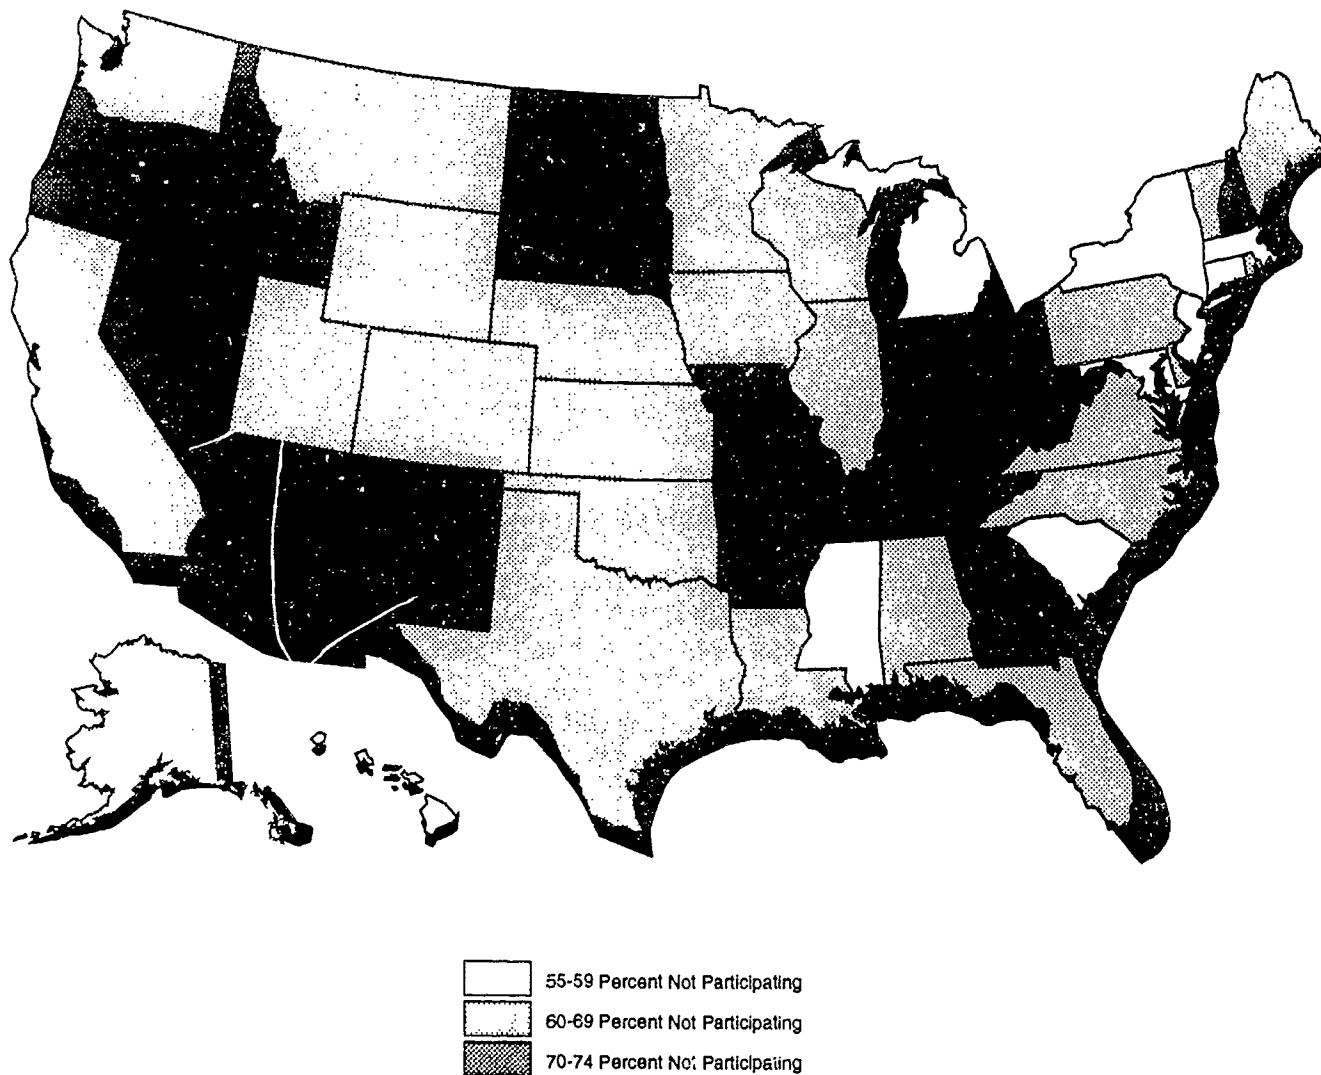 55-59 Percent Not Participating
60-69 Percent Not Participating
70-74 Percent Not Participating